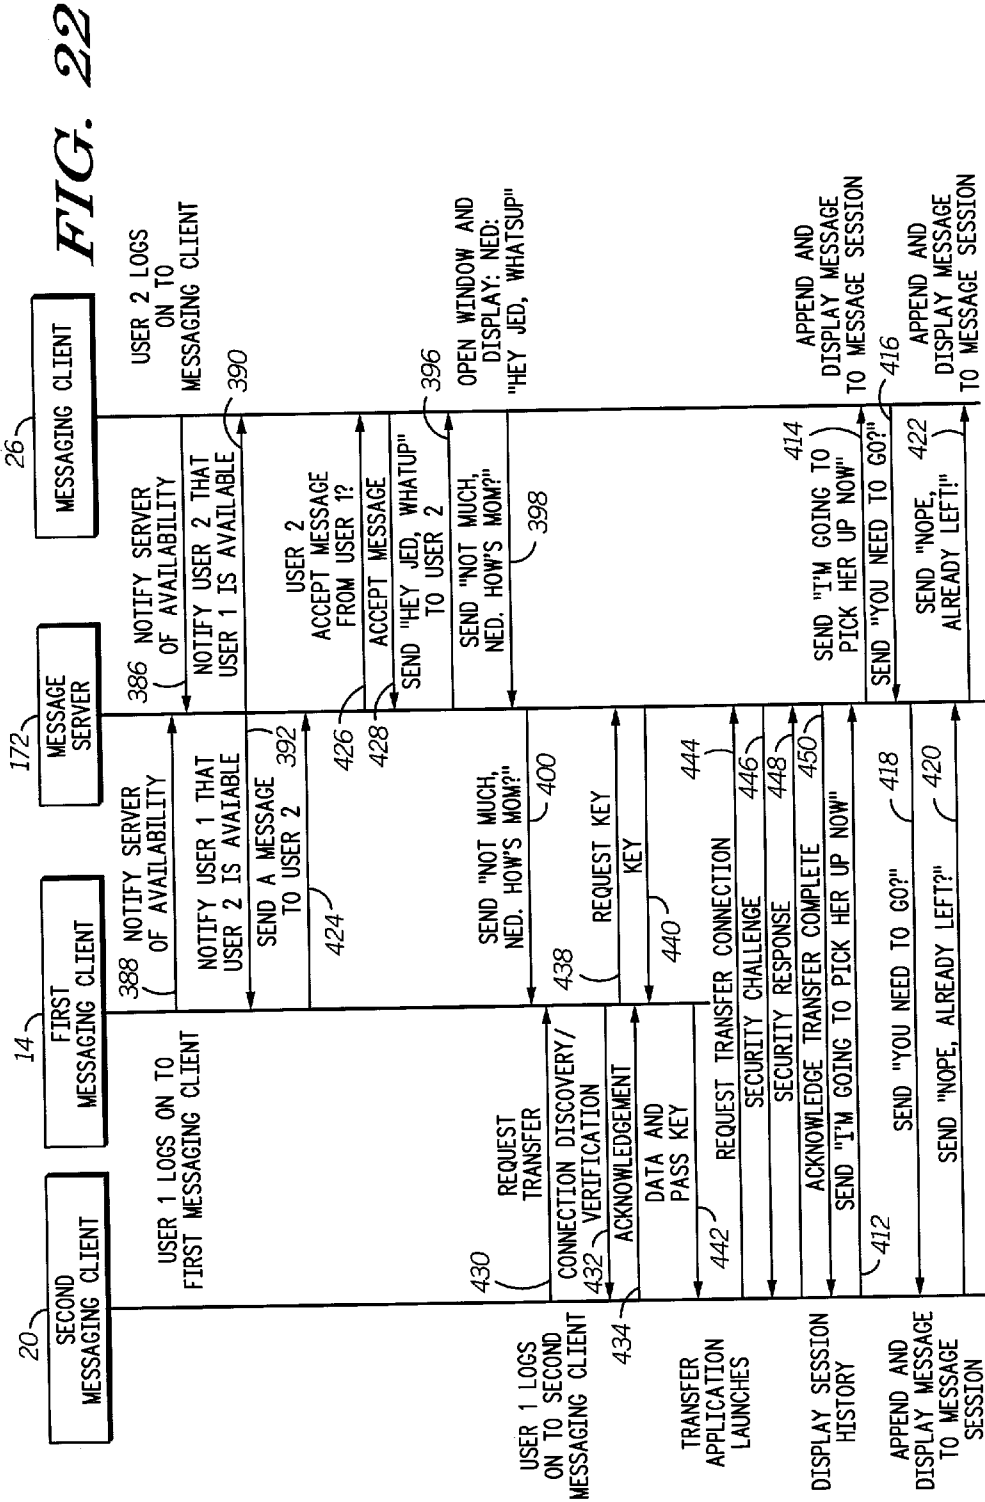 FIG. 22
20
SECOND
MESSAGING CLIENT
14
FIRST
MESSAGING CLIENT
172
MESSAGE
SERVER
26
MESSAGING CLIENT
USER 1 LOGS ON TO
FIRST MESSAGING CLIENT
388
NOTIFY SERVER
OF AVAILABILITY
386
NOTIFY SERVER
OF AVAILABILITY
USER 2 LOGS
ON TO
MESSAGING CLIENT
NOTIFY USER 1 THAT
USER 2 IS AVAIABLE
392
NOTIFY USER 2 THAT
USER 1 IS AVAILABLE
390
SEND A MESSAGE
TO USER 2
424
USER 2
ACCEPT MESSAGE
FROM USER 1?
426
ACCEPT MESSAGE
428
SEND "HEY JED, WHATUP"
TO USER 2
396
OPEN WINDOW AND
DISPLAY: NED:
"HEY JED, WHATSUP"
SEND "NOT MUCH,
NED. HOW'S MOM?"
398
SEND "NOT MUCH,
NED. HOW'S MOM?"
400
USER 1 LOGS
ON TO SECOND
MESSAGING CLIENT
430
REQUEST
TRANSFER
CONNECTION DISCOVERY/
VERIFICATION
432
ACKNOWLEDGEMENT
434
438
REQUEST KEY
KEY
440
DATA AND
PASS KEY
442
TRANSFER
APPLICATION
LAUNCHES
REQUEST TRANSFER CONNECTION
444
SECURITY CHALLENGE
446
SECURITY RESPONSE
448
ACKNOWLEDGE TRANSFER COMPLETE
450
DISPLAY SESSION
HISTORY
SEND "I'M GOING TO PICK HER UP NOW"
412
SEND "I'M GOING TO
PICK HER UP NOW"
414
APPEND AND
DISPLAY MESSAGE
TO MESSAGE SESSION
SEND "YOU NEED TO GO?"
416
SEND "YOU NEED TO GO?"
418
APPEND AND
DISPLAY MESSAGE
TO MESSAGE
SESSION
SEND "NOPE, ALREADY LEFT?"
420
SEND "NOPE,
ALREADY LEFT!"
422
APPEND AND
DISPLAY MESSAGE
TO MESSAGE SESSION